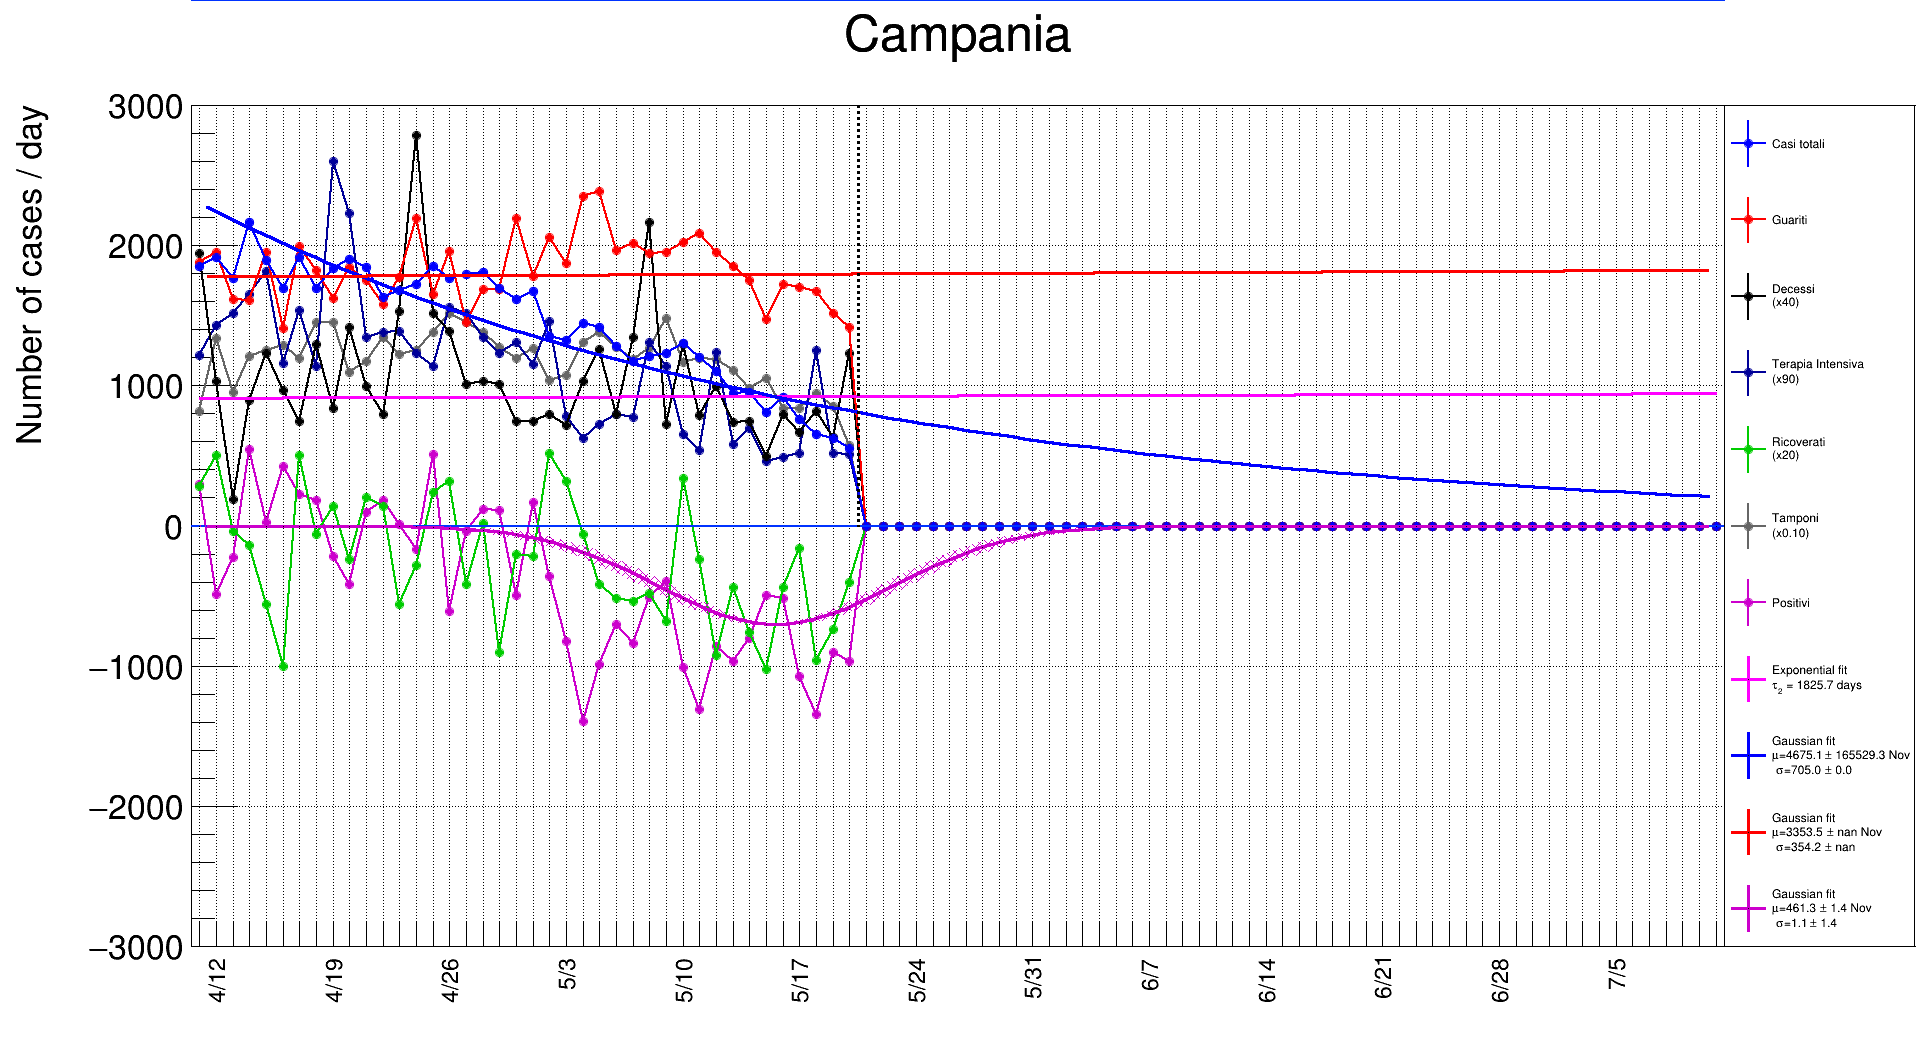 Campania
Number of cases / day
3000
2000
1000
0
−1000
−2000
−3000
4/12
4/19
4/26
5/3
5/10
5/17
5/24
5/31
6/7
6/14
6/21
6/28
7/5
Casi totali
Guariti
Decessi
(x40)
Terapia Intensiva
(x90)
Ricoverati
(x20)
Tamponi
(x0.10)
Positivi
Exponential fit
τ2 = 1825.7 days
Gaussian fit
μ=4675.1 ± 165529.3 Nov
σ=705.0 ± 0.0
Gaussian fit
μ=3353.5 ± nan Nov
σ=354.2 ± nan
Gaussian fit
μ=461.3 ± 1.4 Nov
σ=1.1 ± 1.4